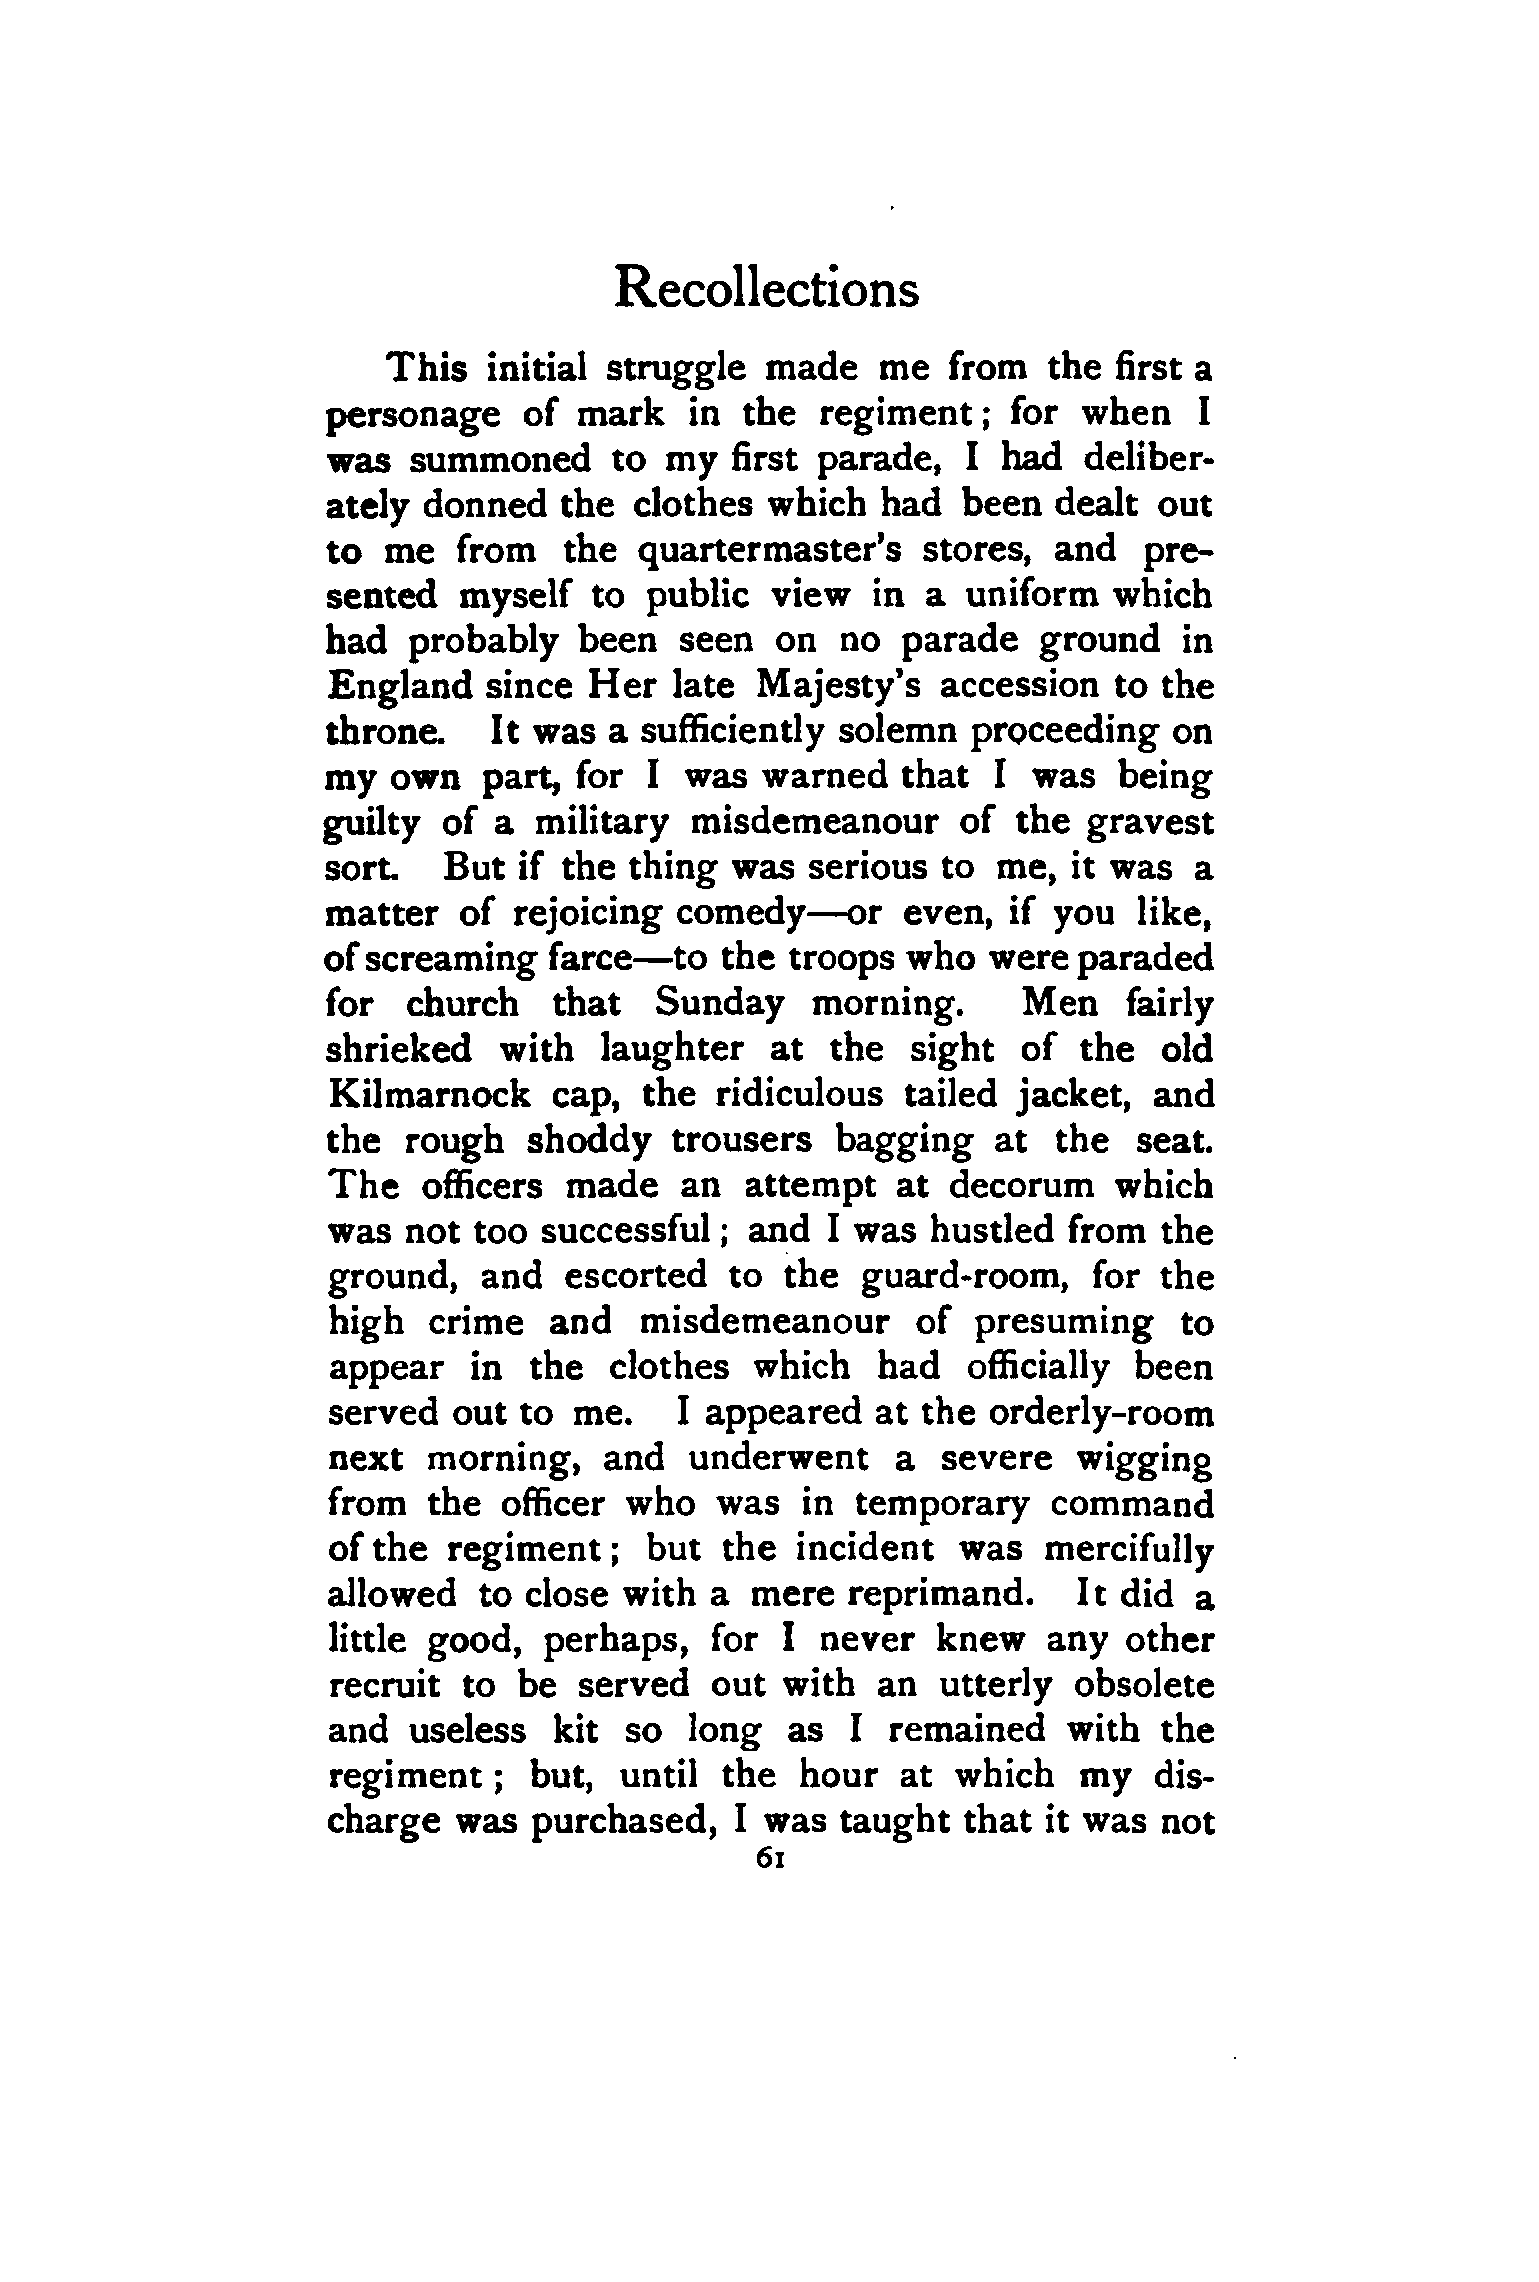 Recollections
This initial struggle made me from the first a
personage of mark in the regiment; for when I
was summoned to my first parade, I had deliber-
ately donned the clothes which had been dealt out
to me from the quartermaster's stores, and pre-
sented myself to public view in a uniform which
had probably been seen on no parade ground in
England since Her late Majesty's accession to the
throne. It was a sufficiently solemn proceeding on
my own part, for I was warned that I was being
guilty of a military misdemeanour of the gravest
sort. But if the thing was serious to me, it was a
matter of rejoicing comedy—or even, if you like,
of screaming farce—to the troops who were paraded
for church that Sunday morning. Men fairly
shrieked with laughter at the sight of the old
Kilmarnock cap, the ridiculous tailed jacket, and
the rough shoddy trousers bagging at the seat.
The officers made an attempt at decorum which
was not too successful; and I was hustled from the
ground, and escorted to the guard-room, for the
high crime and misdemeanour of presuming to
appear in the clothes which had officially been
served out to me. I appeared at the orderly-room
next morning, and underwent a severe wigging
from the officer who was in temporary command
of the regiment; but the incident was mercifully
allowed to close with a mere reprimand. It did a
little good, perhaps, for I never knew any other
recruit to be served out with an utterly obsolete
and useless kit so long as I remained with the
regiment; but, until the hour at which my dis-
charge was purchased, I was taught that it was not
61